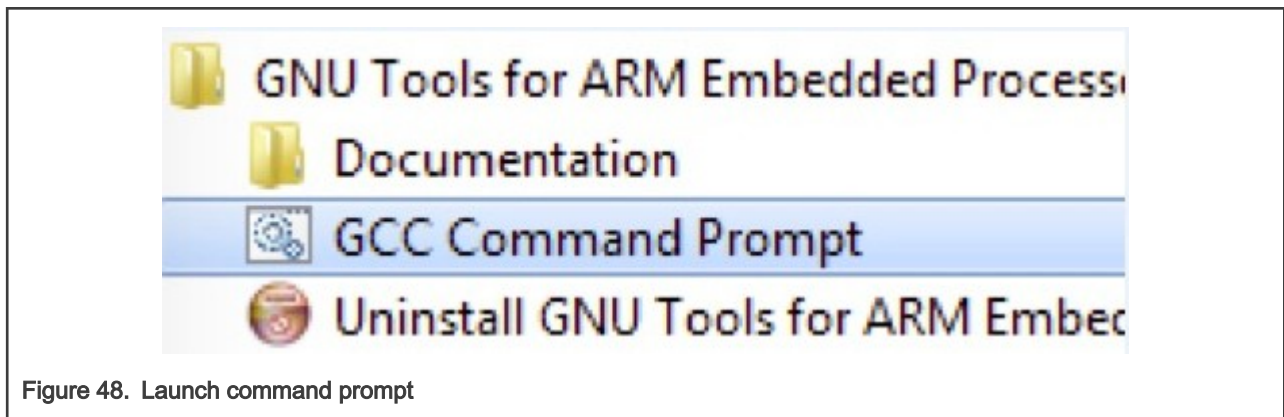 GNU Tools for ARM Embedded Process
Documentation
GCC Command Prompt
Uninstall GNU Tools for ARM Embec
Figure 48. Launch command prompt